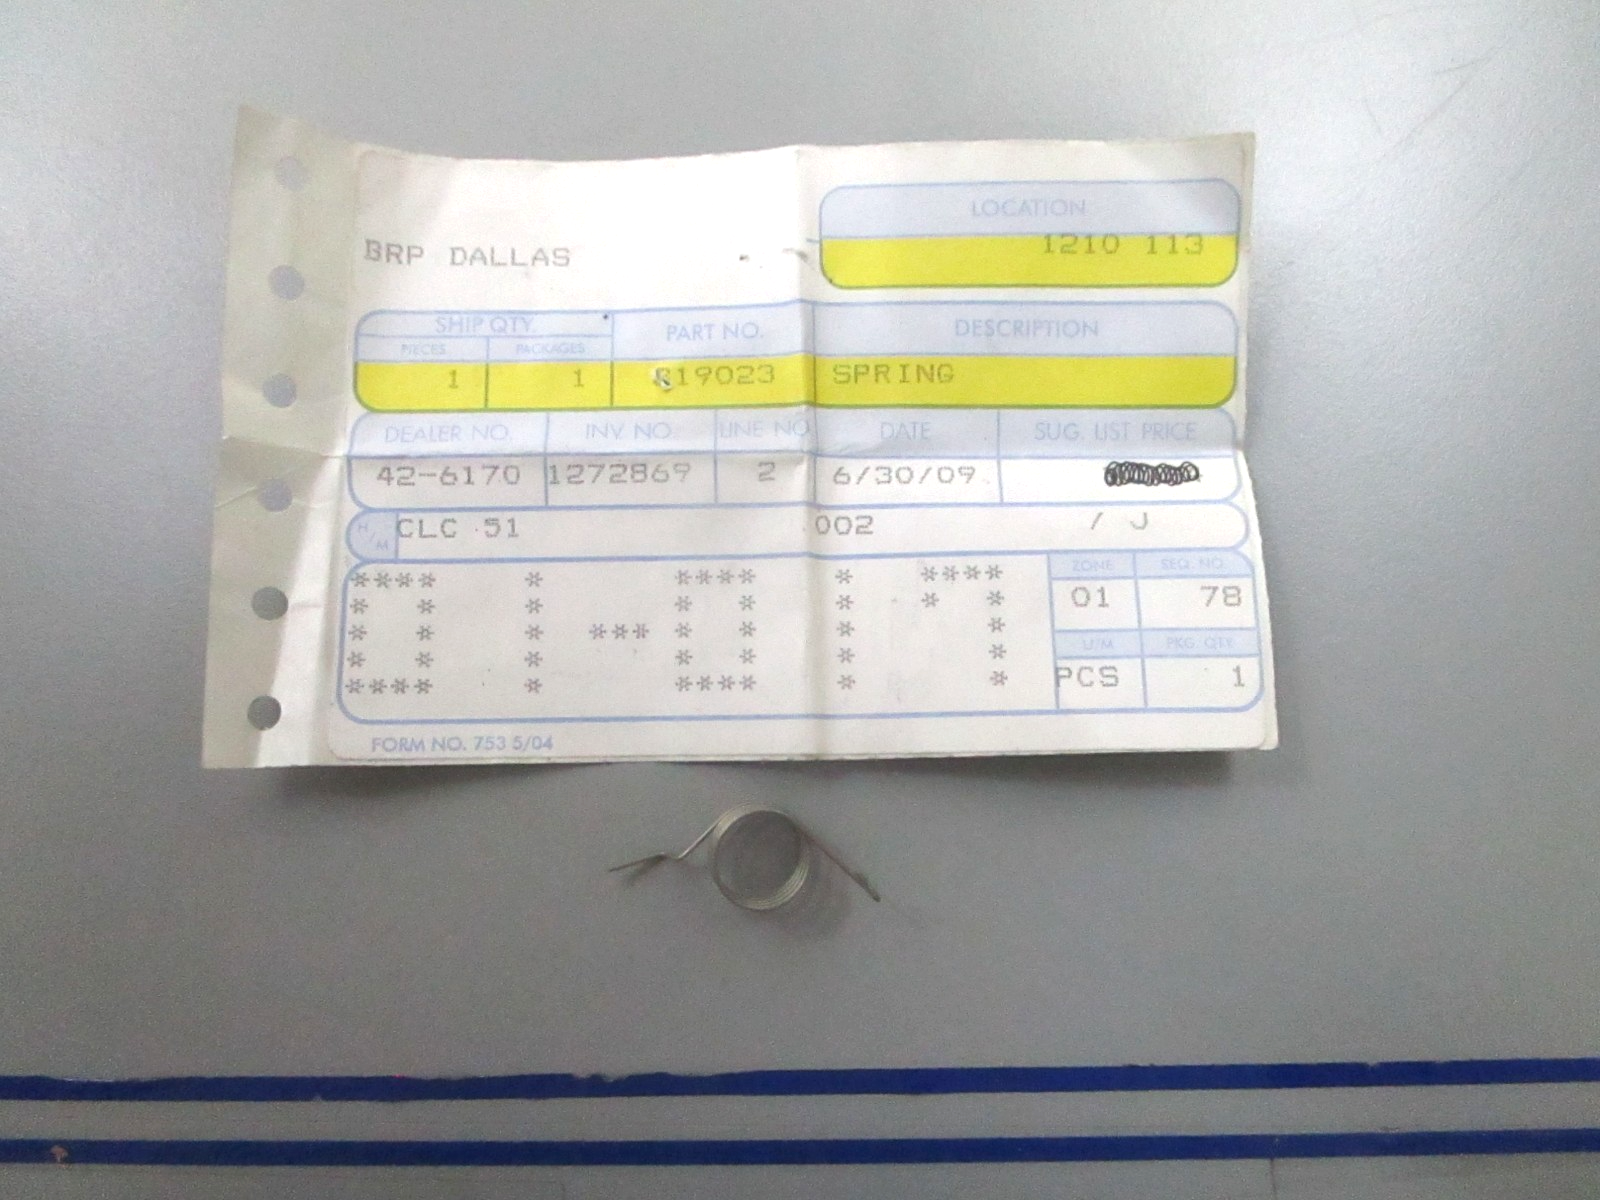 LOCATION
1210 113
BRP DALLAS
SHIP QTY. PART NO. DESCRIPTION
PIECES PACKAGES
1 1 SPRING
DEALER NO. INV. NO. LINE NO. DATE SUG. LIST PRICE
42-6170 1272869 2 6/30/09
H/M CLC 51 002 / J
**** * **** * ****
* * * * * * * *
* * * *** * * * *
* * * * * * *
**** * **** * *
ZONE SEQ. NO.
01 78
U/M PKG. QTY.
PCS 1
FORM NO. 753 5/04